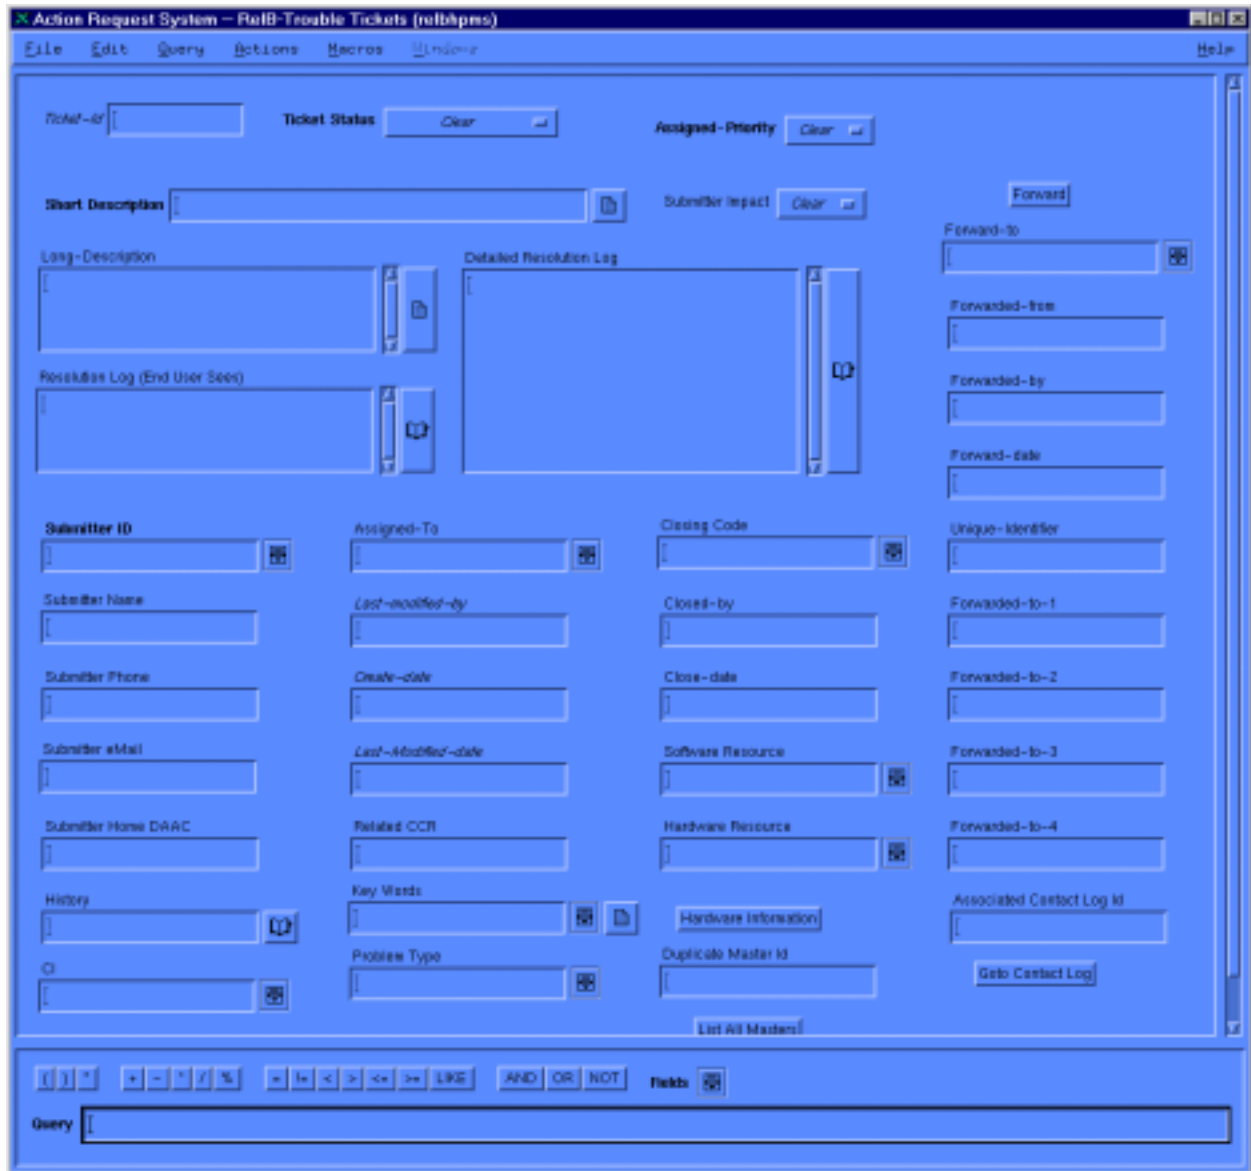 Action Request System – RelB-Trouble Tickets (relbhpms)
File Edit Query Actions Macros Windows Help
Ticket-Id Ticket Status Clear Assigned-Priority Clear
Short Description Submitter Impact Clear Forward
Forward-to
Long-Description Detailed Resolution Log
Forwarded-from
Resolution Log (End User Sees) Forwarded-by
Forward-date
Submitter ID Assigned-To Closing Code Unique-Identifier
Submitter Name Last-modified-by Closed-by Forwarded-to-1
Submitter Phone Create-date Close-date Forwarded-to-2
Submitter eMail Last-Modified-date Software Resource Forwarded-to-3
Submitter Home DAAC Related CCR Hardware Resource Forwarded-to-4
History Key Words Hardware Information Associated Contact Log Id
CI Problem Type Duplicate Master Id Goto Contact Log
List All Masters
( ) " + - * / % = != < > <= >= LIKE AND OR NOT Fields
Query